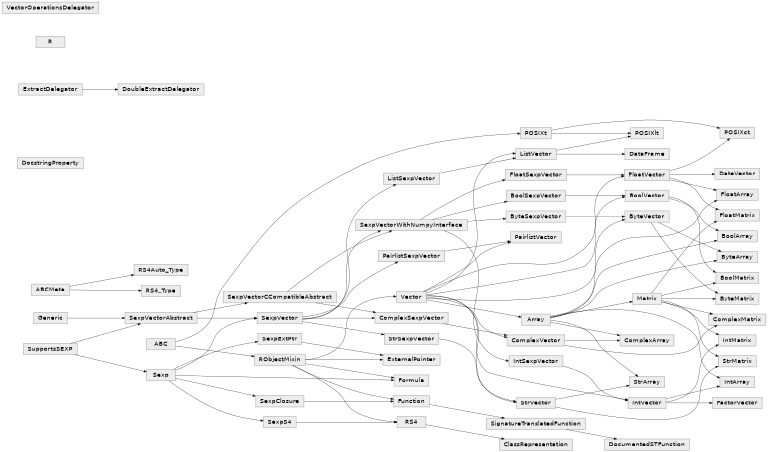 VectorOperationsDelegator
R
ExtractDelegator
DoubleExtractDelegator
POSIXt
POSIXlt
POSIXct
ListVector
DataFrame
DocstringProperty
ListSexpVector
FloatSexpVector
FloatVector
DateVector
BoolSexpVector
BoolVector
FloatArray
SexpVectorWithNumpyInterface
ByteSexpVector
ByteVector
FloatMatrix
PairlistVector
BoolArray
PairlistSexpVector
ByteArray
RS4Auto_Type
ABCMeta
RS4_Type
BoolMatrix
SexpVectorCCompatibleAbstract
Vector
Matrix
ByteMatrix
Generic
SexpVectorAbstract
SexpVector
ComplexSexpVector
Array
ComplexMatrix
SupportsSEXP
ABC
SexpExtPtr
StrSexpVector
ComplexVector
ComplexArray
IntMatrix
RObjectMixin
ExternalPointer
IntSexpVector
StrMatrix
Sexp
Formula
StrArray
IntArray
SexpClosure
Function
StrVector
IntVector
FactorVector
SexpS4
RS4
SignatureTranslatedFunction
ClassRepresentation
DocumentedSTFunction